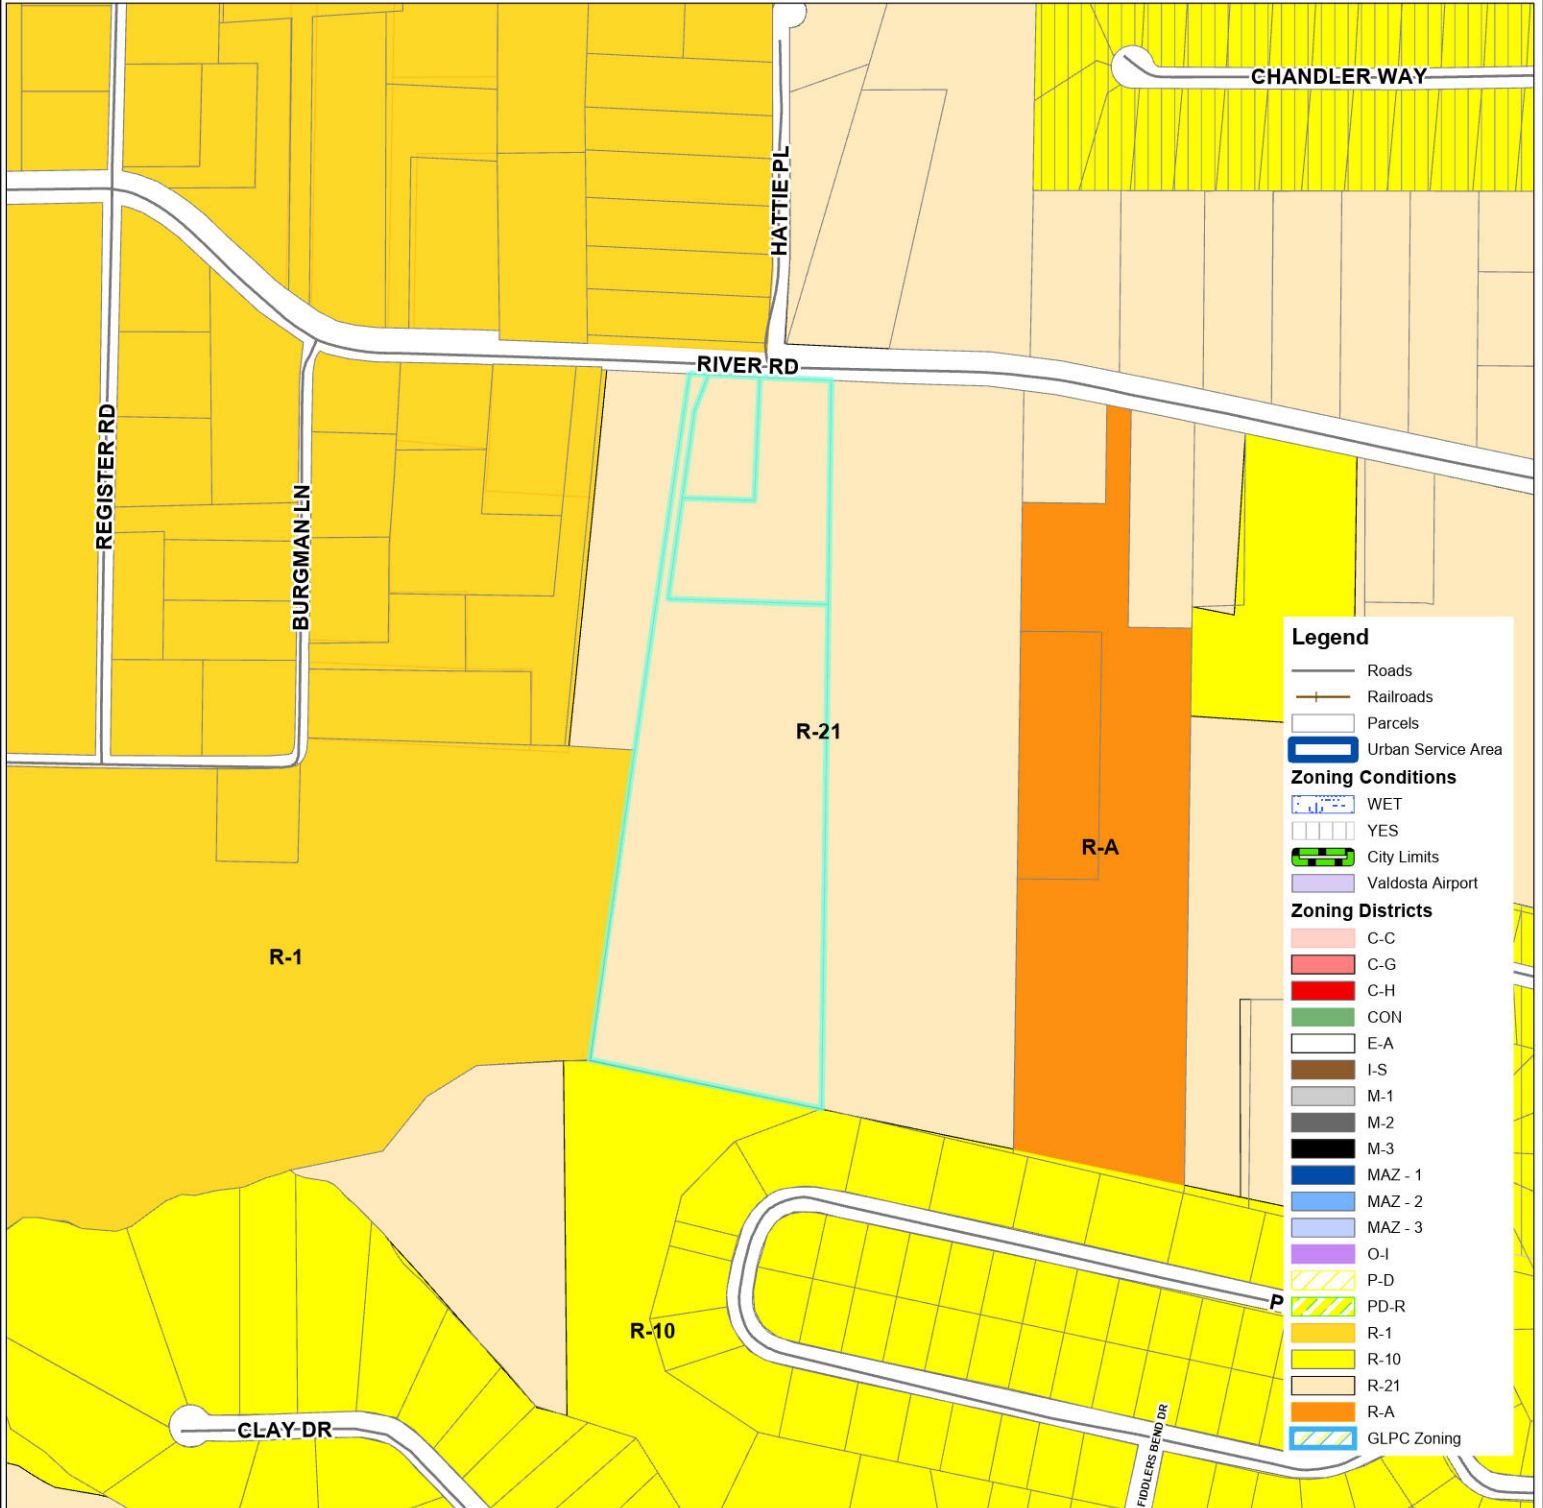 CHANDLER WAY
HATTIE PL
RIVER RD
REGISTER RD
BURGMAN LN
R-21
R-A
R-1
R-10
P
CLAY DR
FIDDLERS BEND DR
Legend
Roads
Railroads
Parcels
Urban Service Area
Zoning Conditions
WET
YES
City Limits
Valdosta Airport
Zoning Districts
C-C
C-G
C-H
CON
E-A
I-S
M-1
M-2
M-3
MAZ - 1
MAZ - 2
MAZ - 3
O-I
P-D
PD-R
R-1
R-10
R-21
R-A
GLPC Zoning